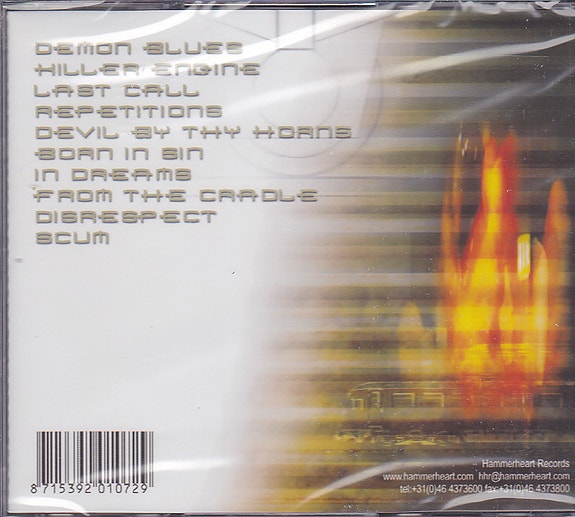 DEMON BLUES
KILLER ENGINE
LAST CALL
REPETITIONS
DEVIL BY THY HORNS
BORN IN SIN
IN DREAMS
FROM THE CRADLE
DISRESPECT
SCUM
8 715392 010729
Hammerheart Records
www.hammerheart.com hhr@hammerheart.com
tel:+31(0)46 4373600 fax:+31(0)46 4373800